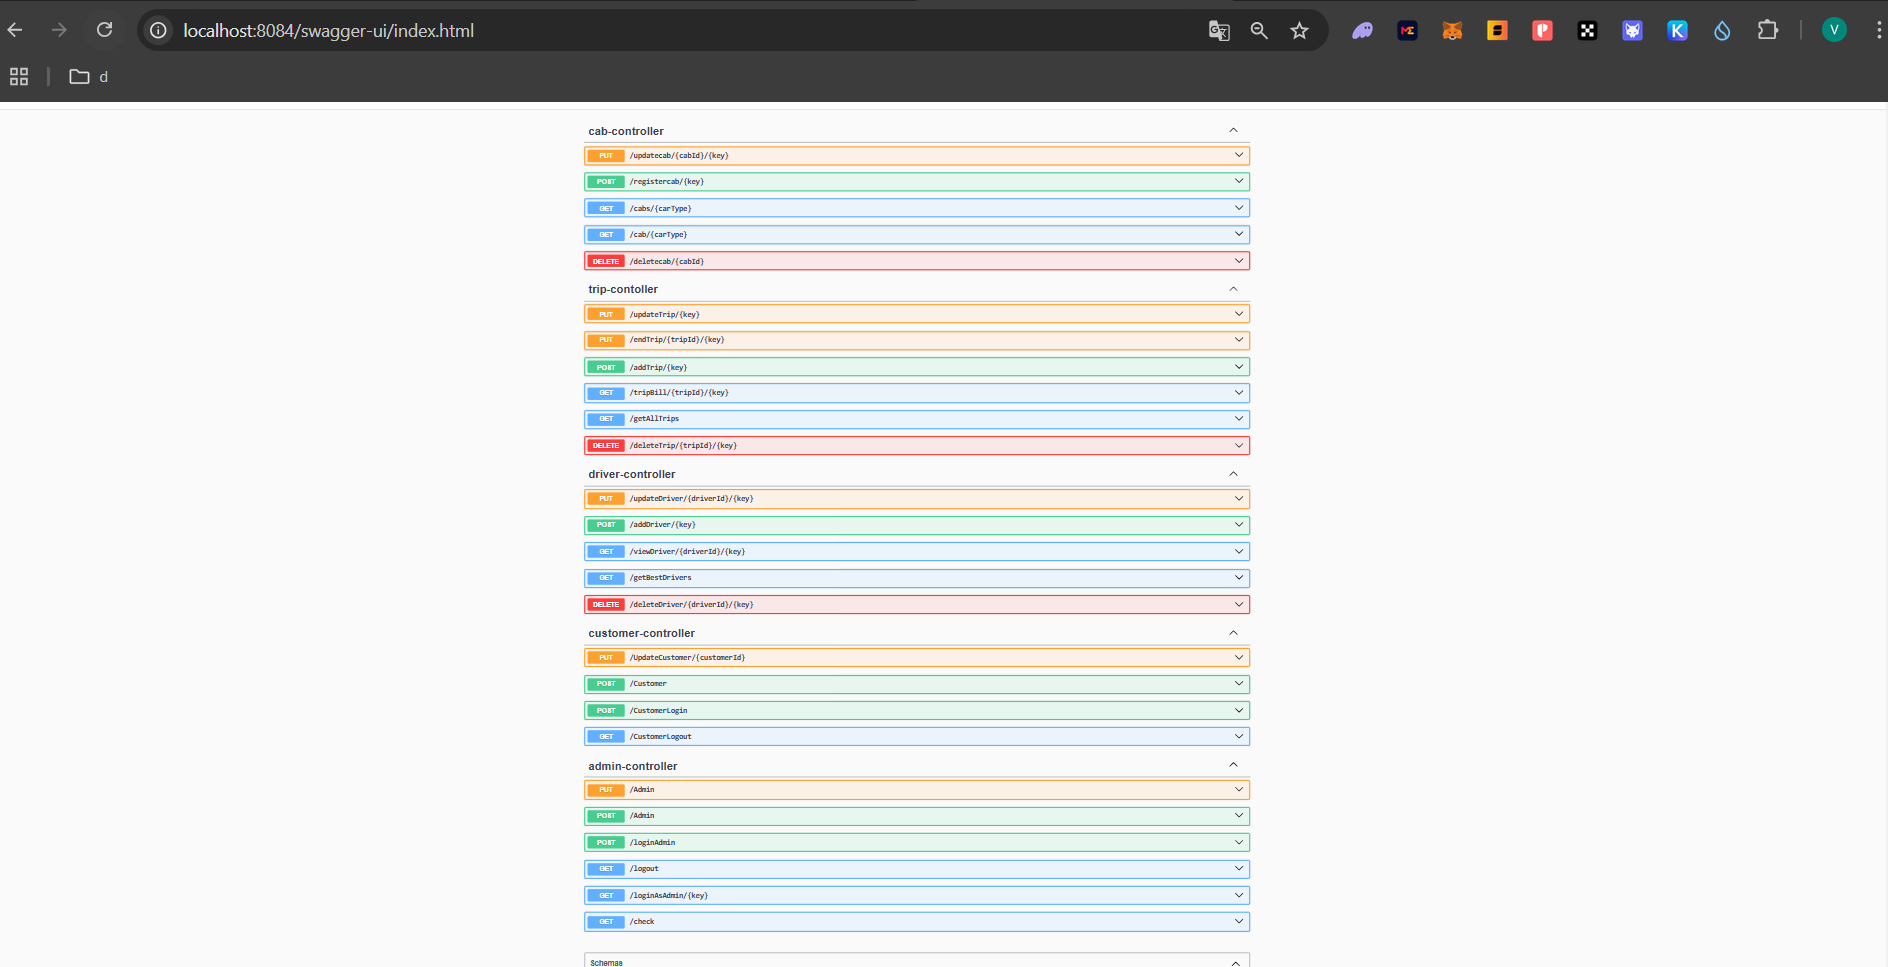 localhost:8084/swagger-ui/index.html
V
d
cab-controller
PUT /updatecab/{cabId}/{key}
POST /registercab/{key}
GET /cabs/{carType}
GET /cab/{carType}
DELETE /deletecab/{cabId}
trip-contoller
PUT /updateTrip/{key}
PUT /endTrip/{tripId}/{key}
POST /addTrip/{key}
GET /tripBill/{tripId}/{key}
GET /getAllTrips
DELETE /deleteTrip/{tripId}/{key}
driver-controller
PUT /updateDriver/{driverId}/{key}
POST /addDriver/{key}
GET /viewDriver/{driverId}/{key}
GET /getBestDrivers
DELETE /deleteDriver/{driverId}/{key}
customer-controller
PUT /UpdateCustomer/{customerId}
POST /Customer
POST /CustomerLogin
GET /CustomerLogout
admin-controller
PUT /Admin
POST /Admin
POST /loginAdmin
GET /logout
GET /loginAsAdmin/{key}
GET /check
Schemas